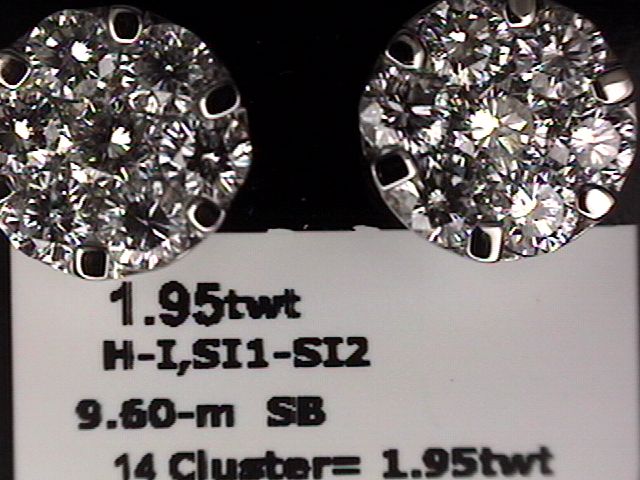 1.95twt
H-I,SI1-SI2
9.60-m SB
14 Cluster= 1.95twt